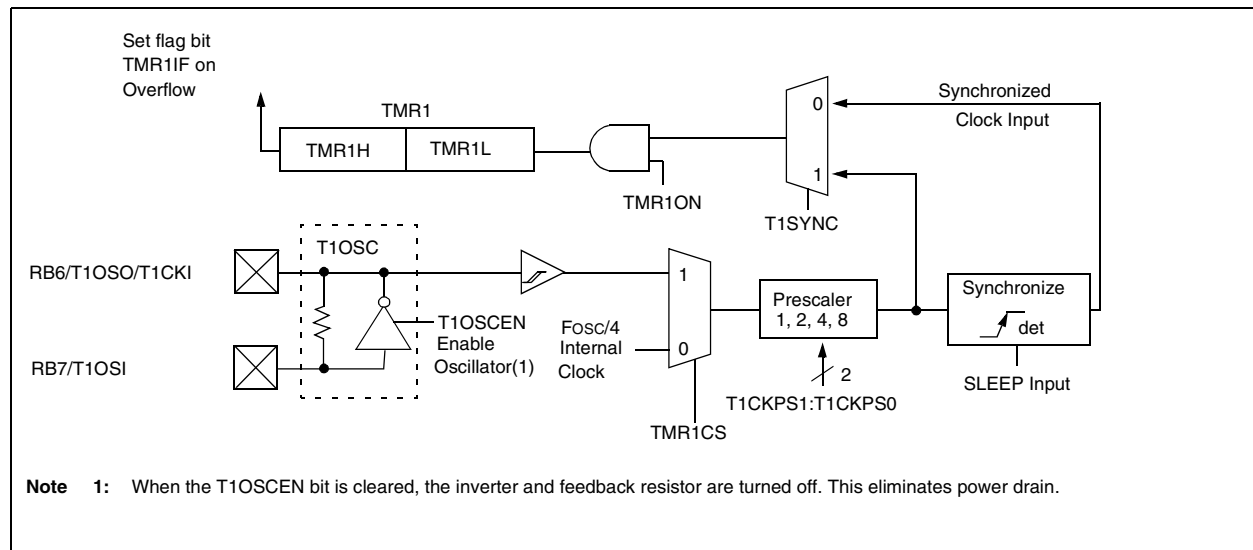 Set flag bit
TMR1IF on
Overflow
TMR1
TMR1H
TMR1L
TMR1ON
0
1
T1SYNC
Synchronized
Clock Input
RB6/T1OSO/T1CKI
RB7/T1OSI
T1OSC
T1OSCEN
Enable
Oscillator(1)
FOSC/4
Internal
Clock
1
0
TMR1CS
Prescaler
1, 2, 4, 8
2
T1CKPS1:T1CKPS0
Synchronize
det
SLEEP Input
Note 1: When the T1OSCEN bit is cleared, the inverter and feedback resistor are turned off. This eliminates power drain.